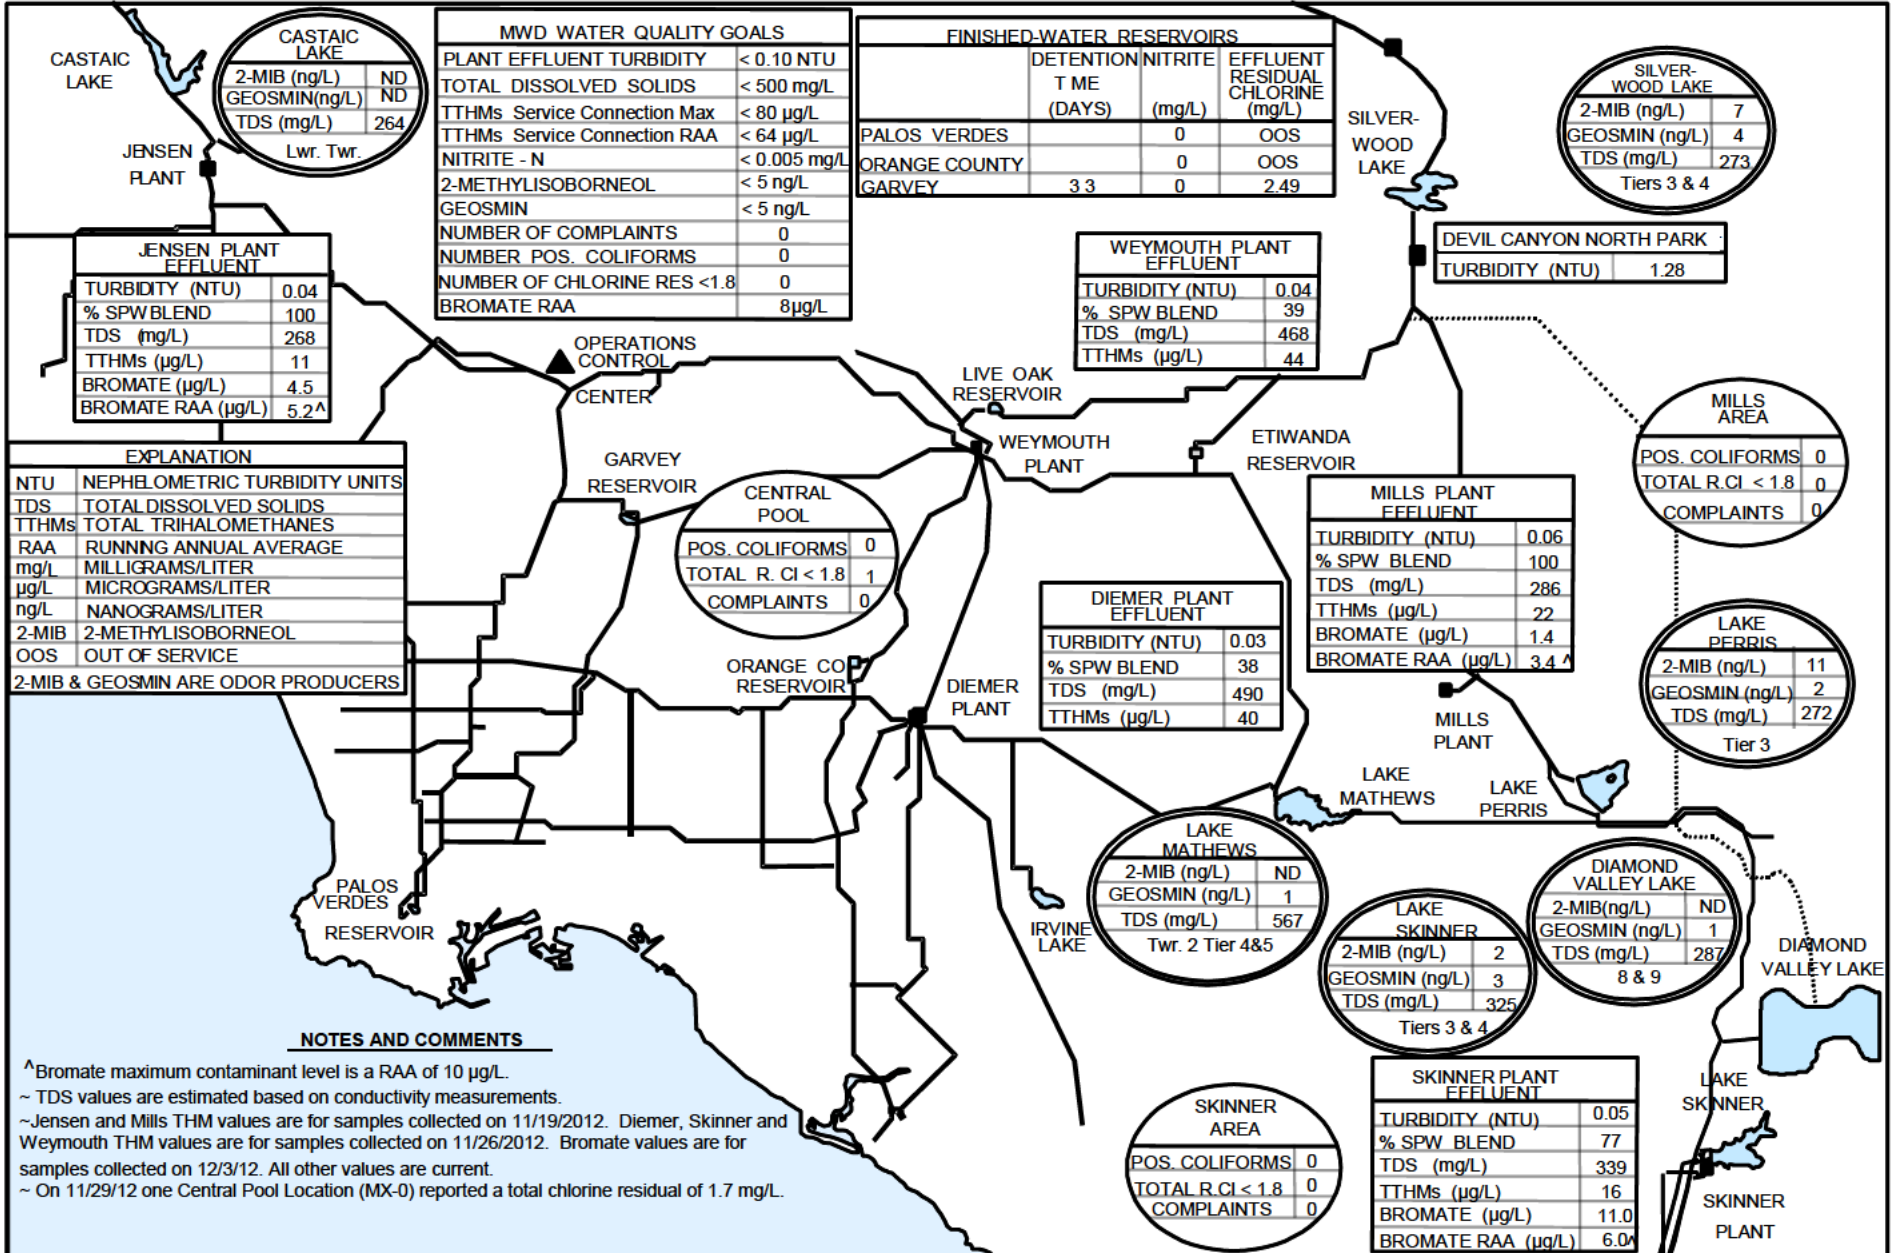 CASTAIC
LAKE
CASTAIC
LAKE
2-MIB (ng/L) ND
GEOSMIN(ng/L) ND
TDS (mg/L) 264
Lwr. Twr.
JENSEN
PLANT
MWD WATER QUALITY GOALS
PLANT EFFLUENT TURBIDITY < 0.10 NTU
TOTAL DISSOLVED SOLIDS < 500 mg/L
TTHMs Service Connection Max < 80 µg/L
TTHMs Service Connection RAA < 64 µg/L
NITRITE - N < 0.005 mg/L
2-METHYLISOBORNEOL < 5 ng/L
GEOSMIN < 5 ng/L
NUMBER OF COMPLAINTS 0
NUMBER POS. COLIFORMS 0
NUMBER OF CHLORINE RES <1.8 0
BROMATE RAA 8µg/L
FINISHED-WATER RESERVOIRS
DETENTION NITRITE EFFLUENT
T ME RESIDUAL
CHLORINE
(DAYS) (mg/L) (mg/L)
PALOS VERDES 0 OOS
ORANGE COUNTY 0 OOS
GARVEY 3 3 0 2.49
SILVER-
WOOD
LAKE
SILVER-
WOOD LAKE
2-MIB (ng/L) 7
GEOSMIN (ng/L) 4
TDS (mg/L) 273
Tiers 3 & 4
DEVIL CANYON NORTH PARK
TURBIDITY (NTU) 1.28
JENSEN PLANT
EFFLUENT
TURBIDITY (NTU) 0.04
% SPW BLEND 100
TDS (mg/L) 268
TTHMs (µg/L) 11
BROMATE (µg/L) 4.5
BROMATE RAA (µg/L) 5.2^
WEYMOUTH PLANT
EFFLUENT
TURBIDITY (NTU) 0.04
% SPW BLEND 39
TDS (mg/L) 468
TTHMs (µg/L) 44
OPERATIONS
CONTROL
CENTER
LIVE OAK
RESERVOIR
WEYMOUTH
PLANT
ETIWANDA
RESERVOIR
MILLS
AREA
POS. COLIFORMS 0
TOTAL R.CI < 1.8 0
COMPLAINTS 0
EXPLANATION
NTU NEPHELOMETRIC TURBIDITY UNITS
TDS TOTAL DISSOLVED SOLIDS
TTHMs TOTAL TRIHALOMETHANES
RAA RUNNING ANNUAL AVERAGE
mg/L MILLIGRAMS/LITER
µg/L MICROGRAMS/LITER
ng/L NANOGRAMS/LITER
2-MIB 2-METHYLISOBORNEOL
OOS OUT OF SERVICE
2-MIB & GEOSMIN ARE ODOR PRODUCERS
GARVEY
RESERVOIR
CENTRAL
POOL
POS. COLIFORMS 0
TOTAL R. CI < 1.8 1
COMPLAINTS 0
MILLS PLANT
EFFLUENT
TURBIDITY (NTU) 0.06
% SPW BLEND 100
TDS (mg/L) 286
TTHMs (µg/L) 22
BROMATE (µg/L) 1.4
BROMATE RAA (µg/L) 3.4 ^
DIEMER PLANT
EFFLUENT
TURBIDITY (NTU) 0.03
% SPW BLEND 38
TDS (mg/L) 490
TTHMs (µg/L) 40
LAKE
PERRIS
2-MIB (ng/L) 11
GEOSMIN (ng/L) 2
TDS (mg/L) 272
Tier 3
ORANGE CO
RESERVOIR
DIEMER
PLANT
MILLS
PLANT
LAKE
MATHEWS
LAKE
PERRIS
PALOS
VERDES
RESERVOIR
IRVINE
LAKE
LAKE
MATHEWS
2-MIB (ng/L) ND
GEOSMIN (ng/L) 1
TDS (mg/L) 567
Twr. 2 Tier 4&5
LAKE
SKINNER
2-MIB (ng/L) 2
GEOSMIN (ng/L) 3
TDS (mg/L) 325
Tiers 3 & 4
DIAMOND
VALLEY LAKE
2-MIB(ng/L) ND
GEOSMIN (ng/L) 1
TDS (mg/L) 287
8 & 9
DIAMOND
VALLEY LAKE
NOTES AND COMMENTS
^Bromate maximum contaminant level is a RAA of 10 µg/L.
~ TDS values are estimated based on conductivity measurements.
~Jensen and Mills THM values are for samples collected on 11/19/2012. Diemer, Skinner and
Weymouth THM values are for samples collected on 11/26/2012. Bromate values are for
samples collected on 12/3/12. All other values are current.
~ On 11/29/12 one Central Pool Location (MX-0) reported a total chlorine residual of 1.7 mg/L.
SKINNER
AREA
POS. COLIFORMS 0
TOTAL R.CI < 1.8 0
COMPLAINTS 0
SKINNER PLANT
EFFLUENT
TURBIDITY (NTU) 0.05
% SPW BLEND 77
TDS (mg/L) 339
TTHMs (µg/L) 16
BROMATE (µg/L) 11.0
BROMATE RAA (µg/L) 6.0^
LAKE
SKINNER
SKINNER
PLANT